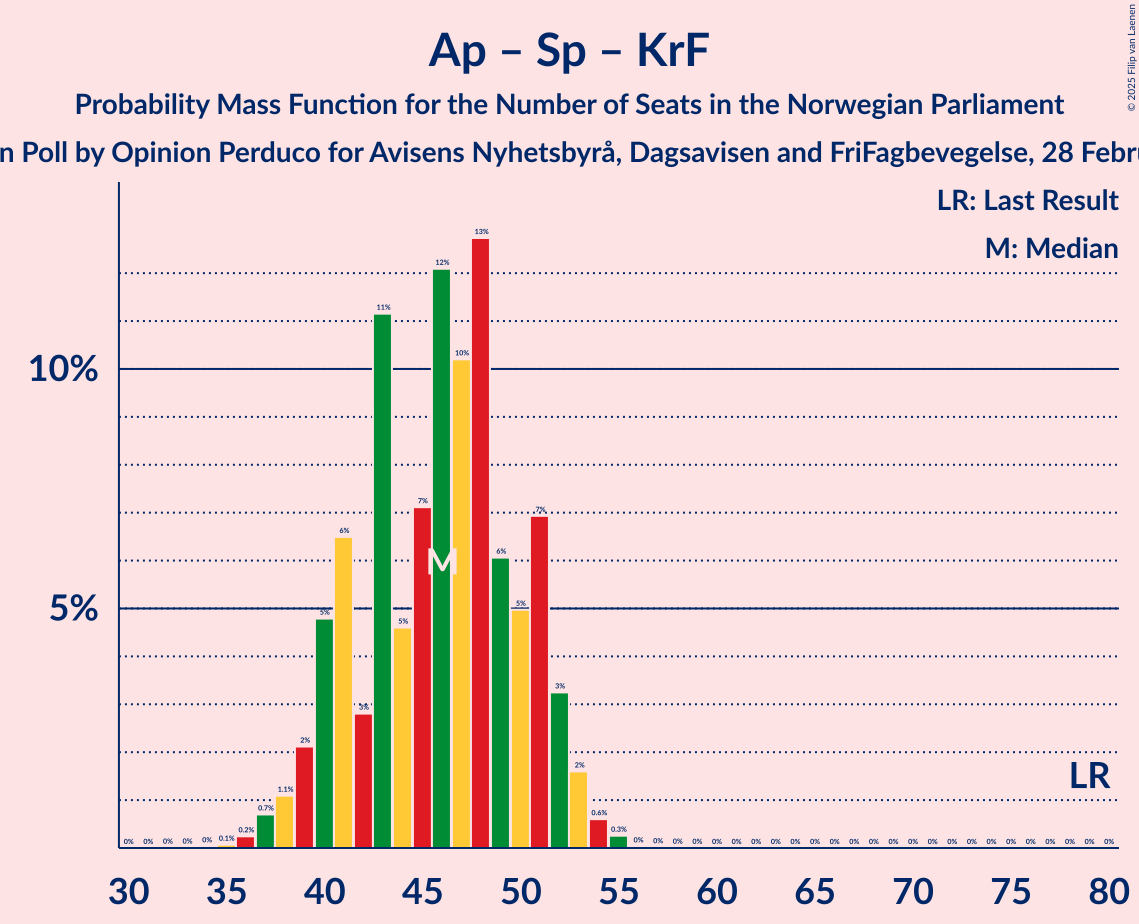 Ap – Sp – KrF
Probability Mass Function for the Number of Seats in the Norwegian Parliament
n Poll by Opinion Perduco for Avisens Nyhetsbyrå, Dagsavisen and FriFagbevegelse, 28 Febru
© 2025 Filip van Laenen
LR: Last Result
M: Median
10%
5%
0% 0% 0% 0% 0% 0.1% 0.2% 0.7% 1.1% 2% 5% 6% 3% 11% 5% 7% 12% 10% 13% 6% 5% 7% 3% 2% 0.6% 0.3% 0% 0% 0% 0% 0% 0% 0% 0% 0% 0% 0% 0% 0% 0% 0% 0% 0% 0% 0% 0% 0% 0% 0% 0% 0%
M
LR
30 35 40 45 50 55 60 65 70 75 80